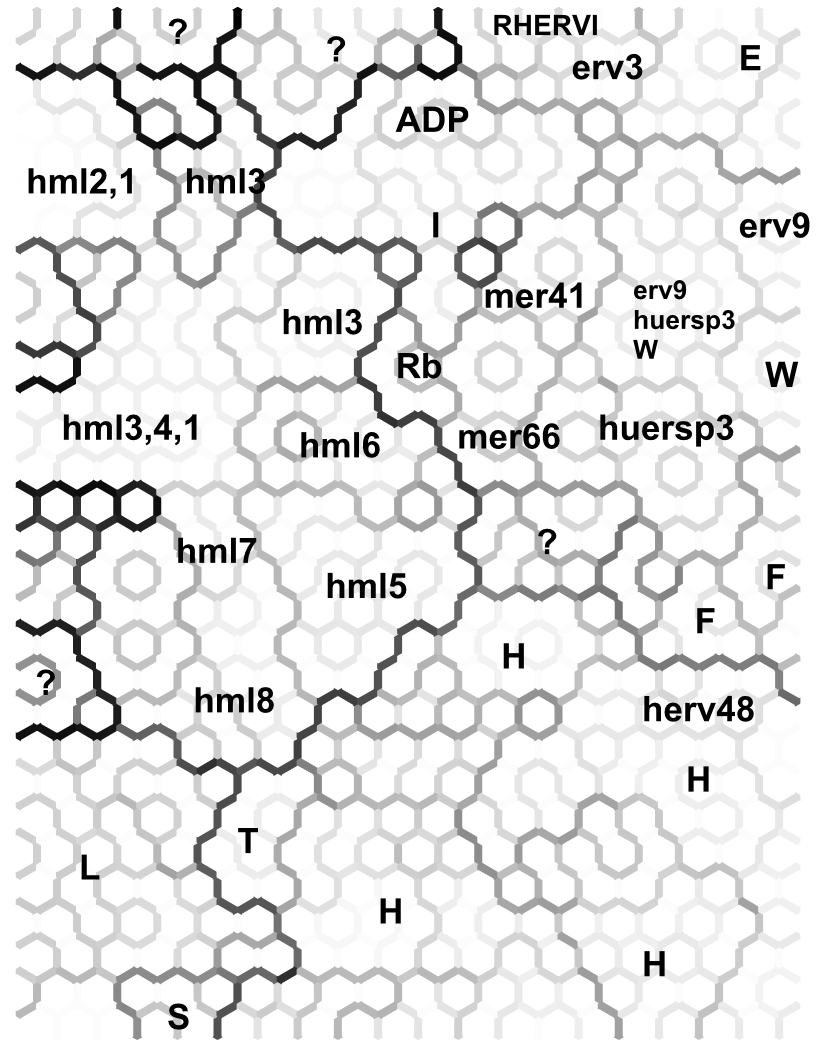 RHERVI
?
?
erv3
E
ADP
hml2,1
hml3
I
erv9
mer41
erv9
huersp3
W
hml3
Rb
W
hml3,4,1
hml6
mer66
huersp3
hml7
?
hml5
F
F
H
?
hml8
herv48
H
T
L
H
H
S